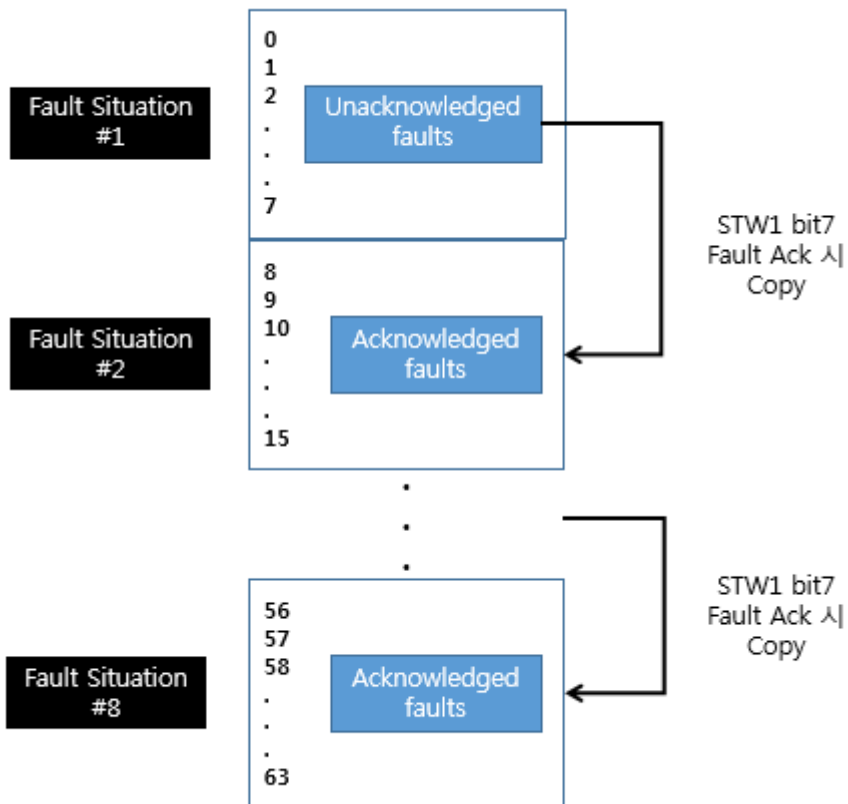 Fault Situation
#1
0
1
2
.
.
.
7
Unacknowledged
faults
STW1 bit7
Fault Ack 시
Copy
Fault Situation
#2
8
9
10
.
.
.
15
Acknowledged
faults
.
.
.
STW1 bit7
Fault Ack 시
Copy
Fault Situation
#8
56
57
58
.
.
.
63
Acknowledged
faults